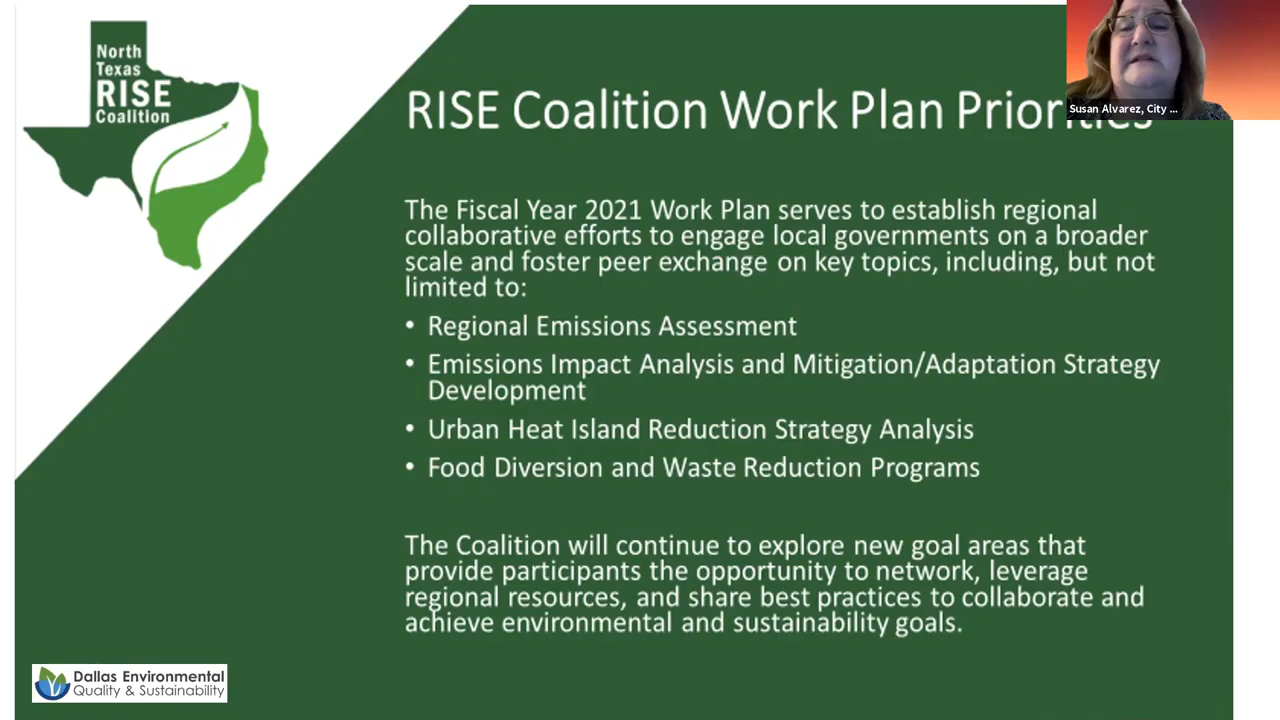 North
Texas
RISE
Coalition
RISE Coalition Work Plan Priorities
Susan Alvarez, City ...
The Fiscal Year 2021 Work Plan serves to establish regional
collaborative efforts to engage local governments on a broader
scale and foster peer exchange on key topics, including, but not
limited to:
• Regional Emissions Assessment
• Emissions Impact Analysis and Mitigation/Adaptation Strategy
Development
• Urban Heat Island Reduction Strategy Analysis
• Food Diversion and Waste Reduction Programs
The Coalition will continue to explore new goal areas that
provide participants the opportunity to network, leverage
regional resources, and share best practices to collaborate and
achieve environmental and sustainability goals.
Dallas Environmental
Quality & Sustainability